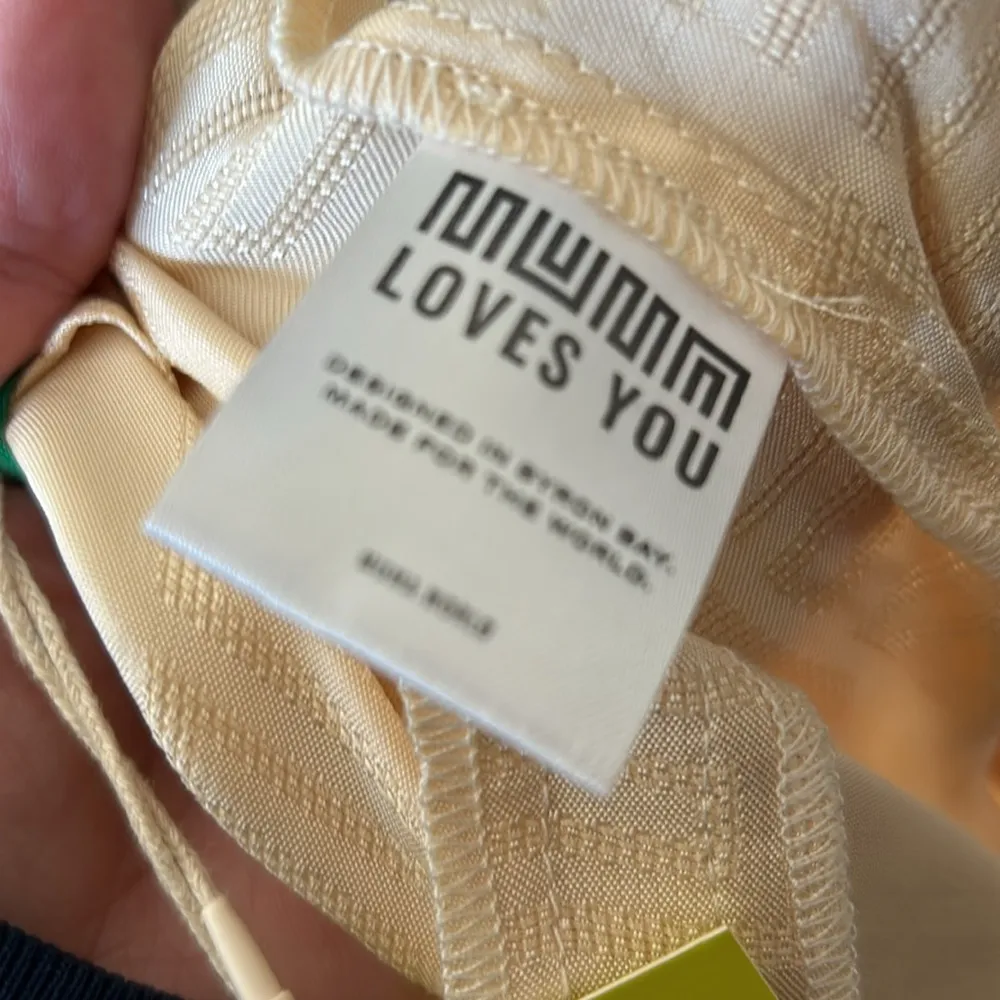 LOVES YOU
DESIGNED IN BYRON BAY.
MADE FOR THE WORLD.